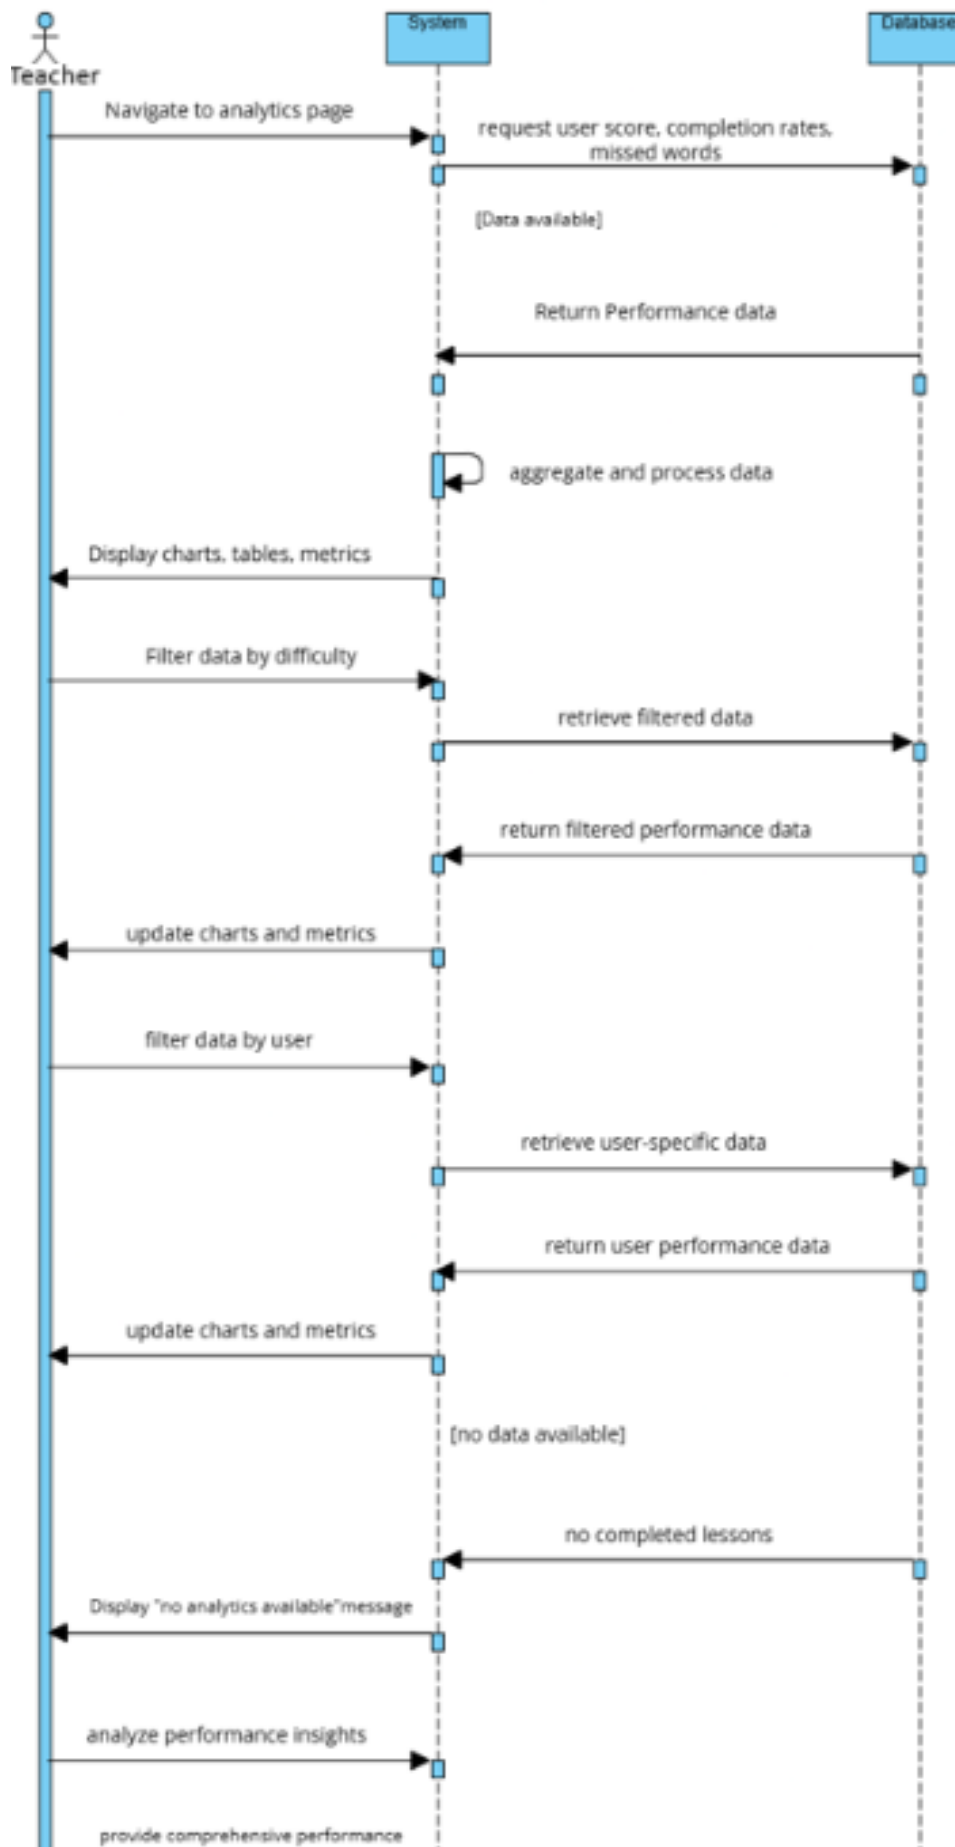 System
Database
Teacher
Navigate to analytics page
request user score, completion rates,
missed words
[Data available]
Return Performance data
aggregate and process data
Display charts, tables, metrics
Filter data by difficulty
retrieve filtered data
return filtered performance data
update charts and metrics
filter data by user
retrieve user-specific data
return user performance data
update charts and metrics
[no data available]
no completed lessons
Display "no analytics available"message
analyze performance insights
provide comprehensive performance